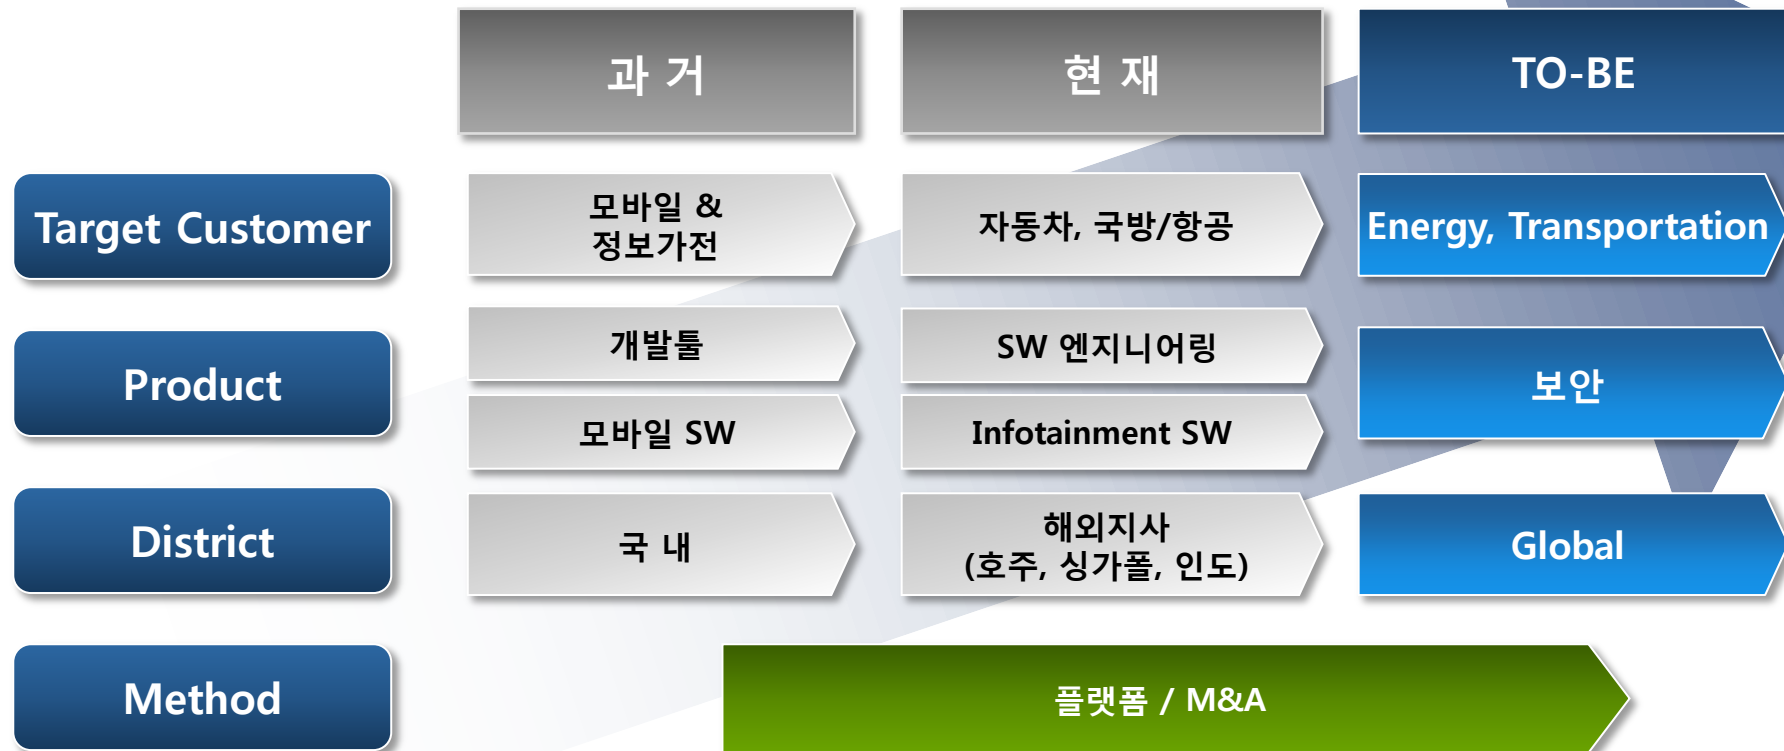 과 거
현 재
TO-BE
Target Customer
모바일 &
정보가전
자동차, 국방/항공
Energy, Transportation
Product
개발툴
SW 엔지니어링
보안
모바일 SW
Infotainment SW
District
국 내
해외지사
(호주, 싱가폴, 인도)
Global
Method
플랫폼 / M&A